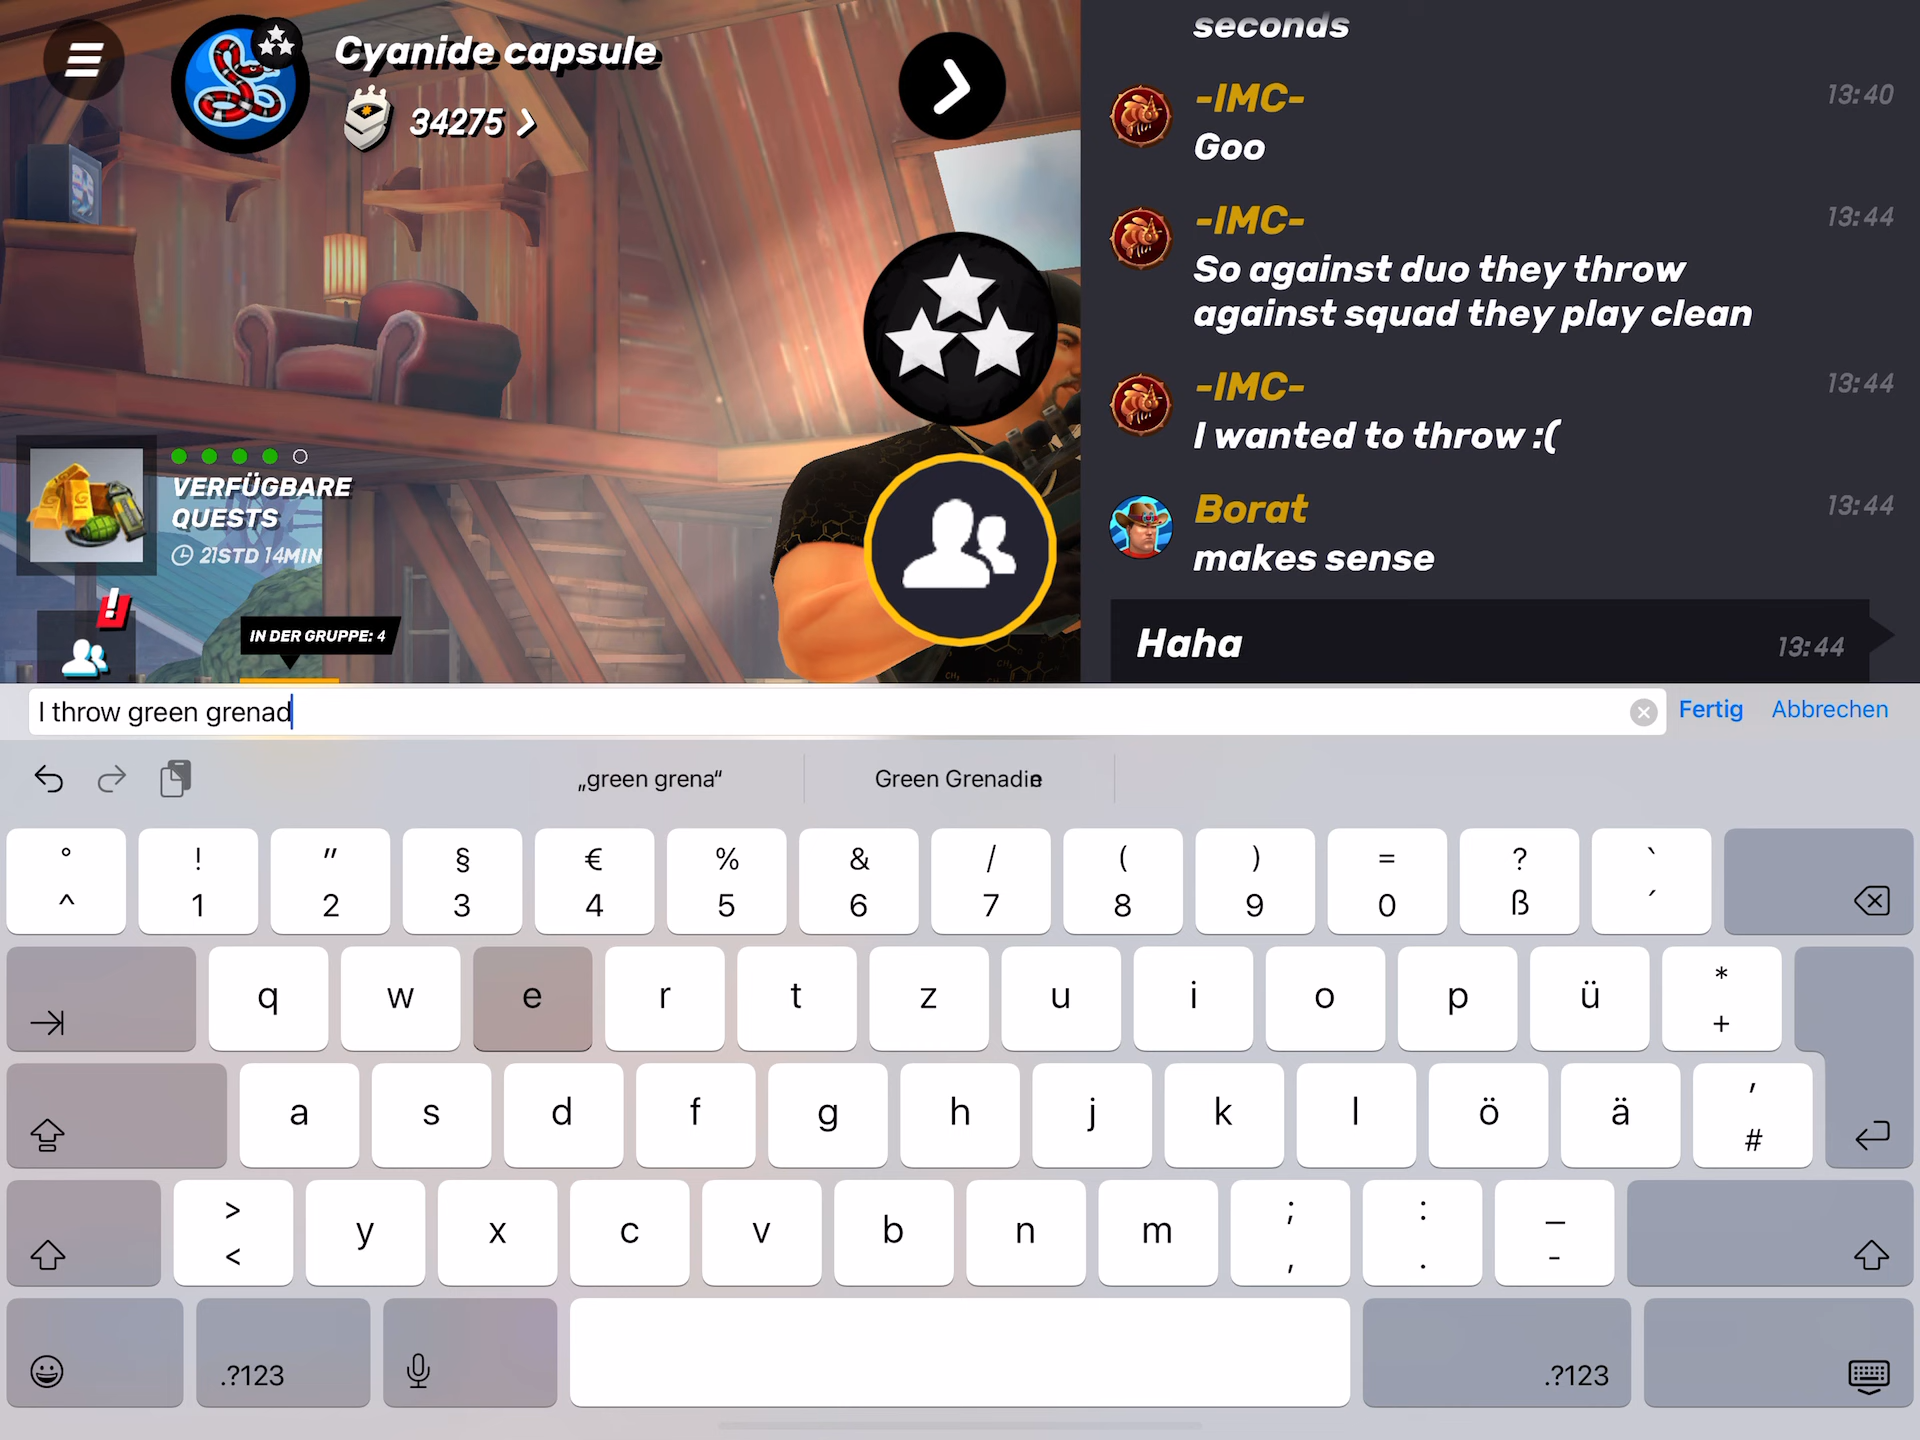 Cyanide capsule
34275
VERFÜGBARE
QUESTS
21STD 14MIN
!
IN DER GRUPPE: 4
seconds
-IMC-
13:40
Goo
-IMC-
13:44
So against duo they throw
against squad they play clean
-IMC-
13:44
I wanted to throw :(
Borat
13:44
makes sense
Haha
13:44
I throw green grenad
Fertig
Abbrechen
„green grena“
Green Grenadie
° ! " § € % & / ( ) = ? `
^ 1 2 3 4 5 6 7 8 9 0 ß ´
q w e r t z u i o p ü * +
a s d f g h j k l ö ä ' #
> < y x c v b n m ; , : . _ -
.?123
.?123